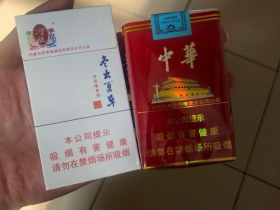 冬虫夏草
本公司提示
吸烟有害健康
请勿在禁烟场所吸烟
中華
本公司提示
吸烟有害健康
请勿在禁烟场所吸烟